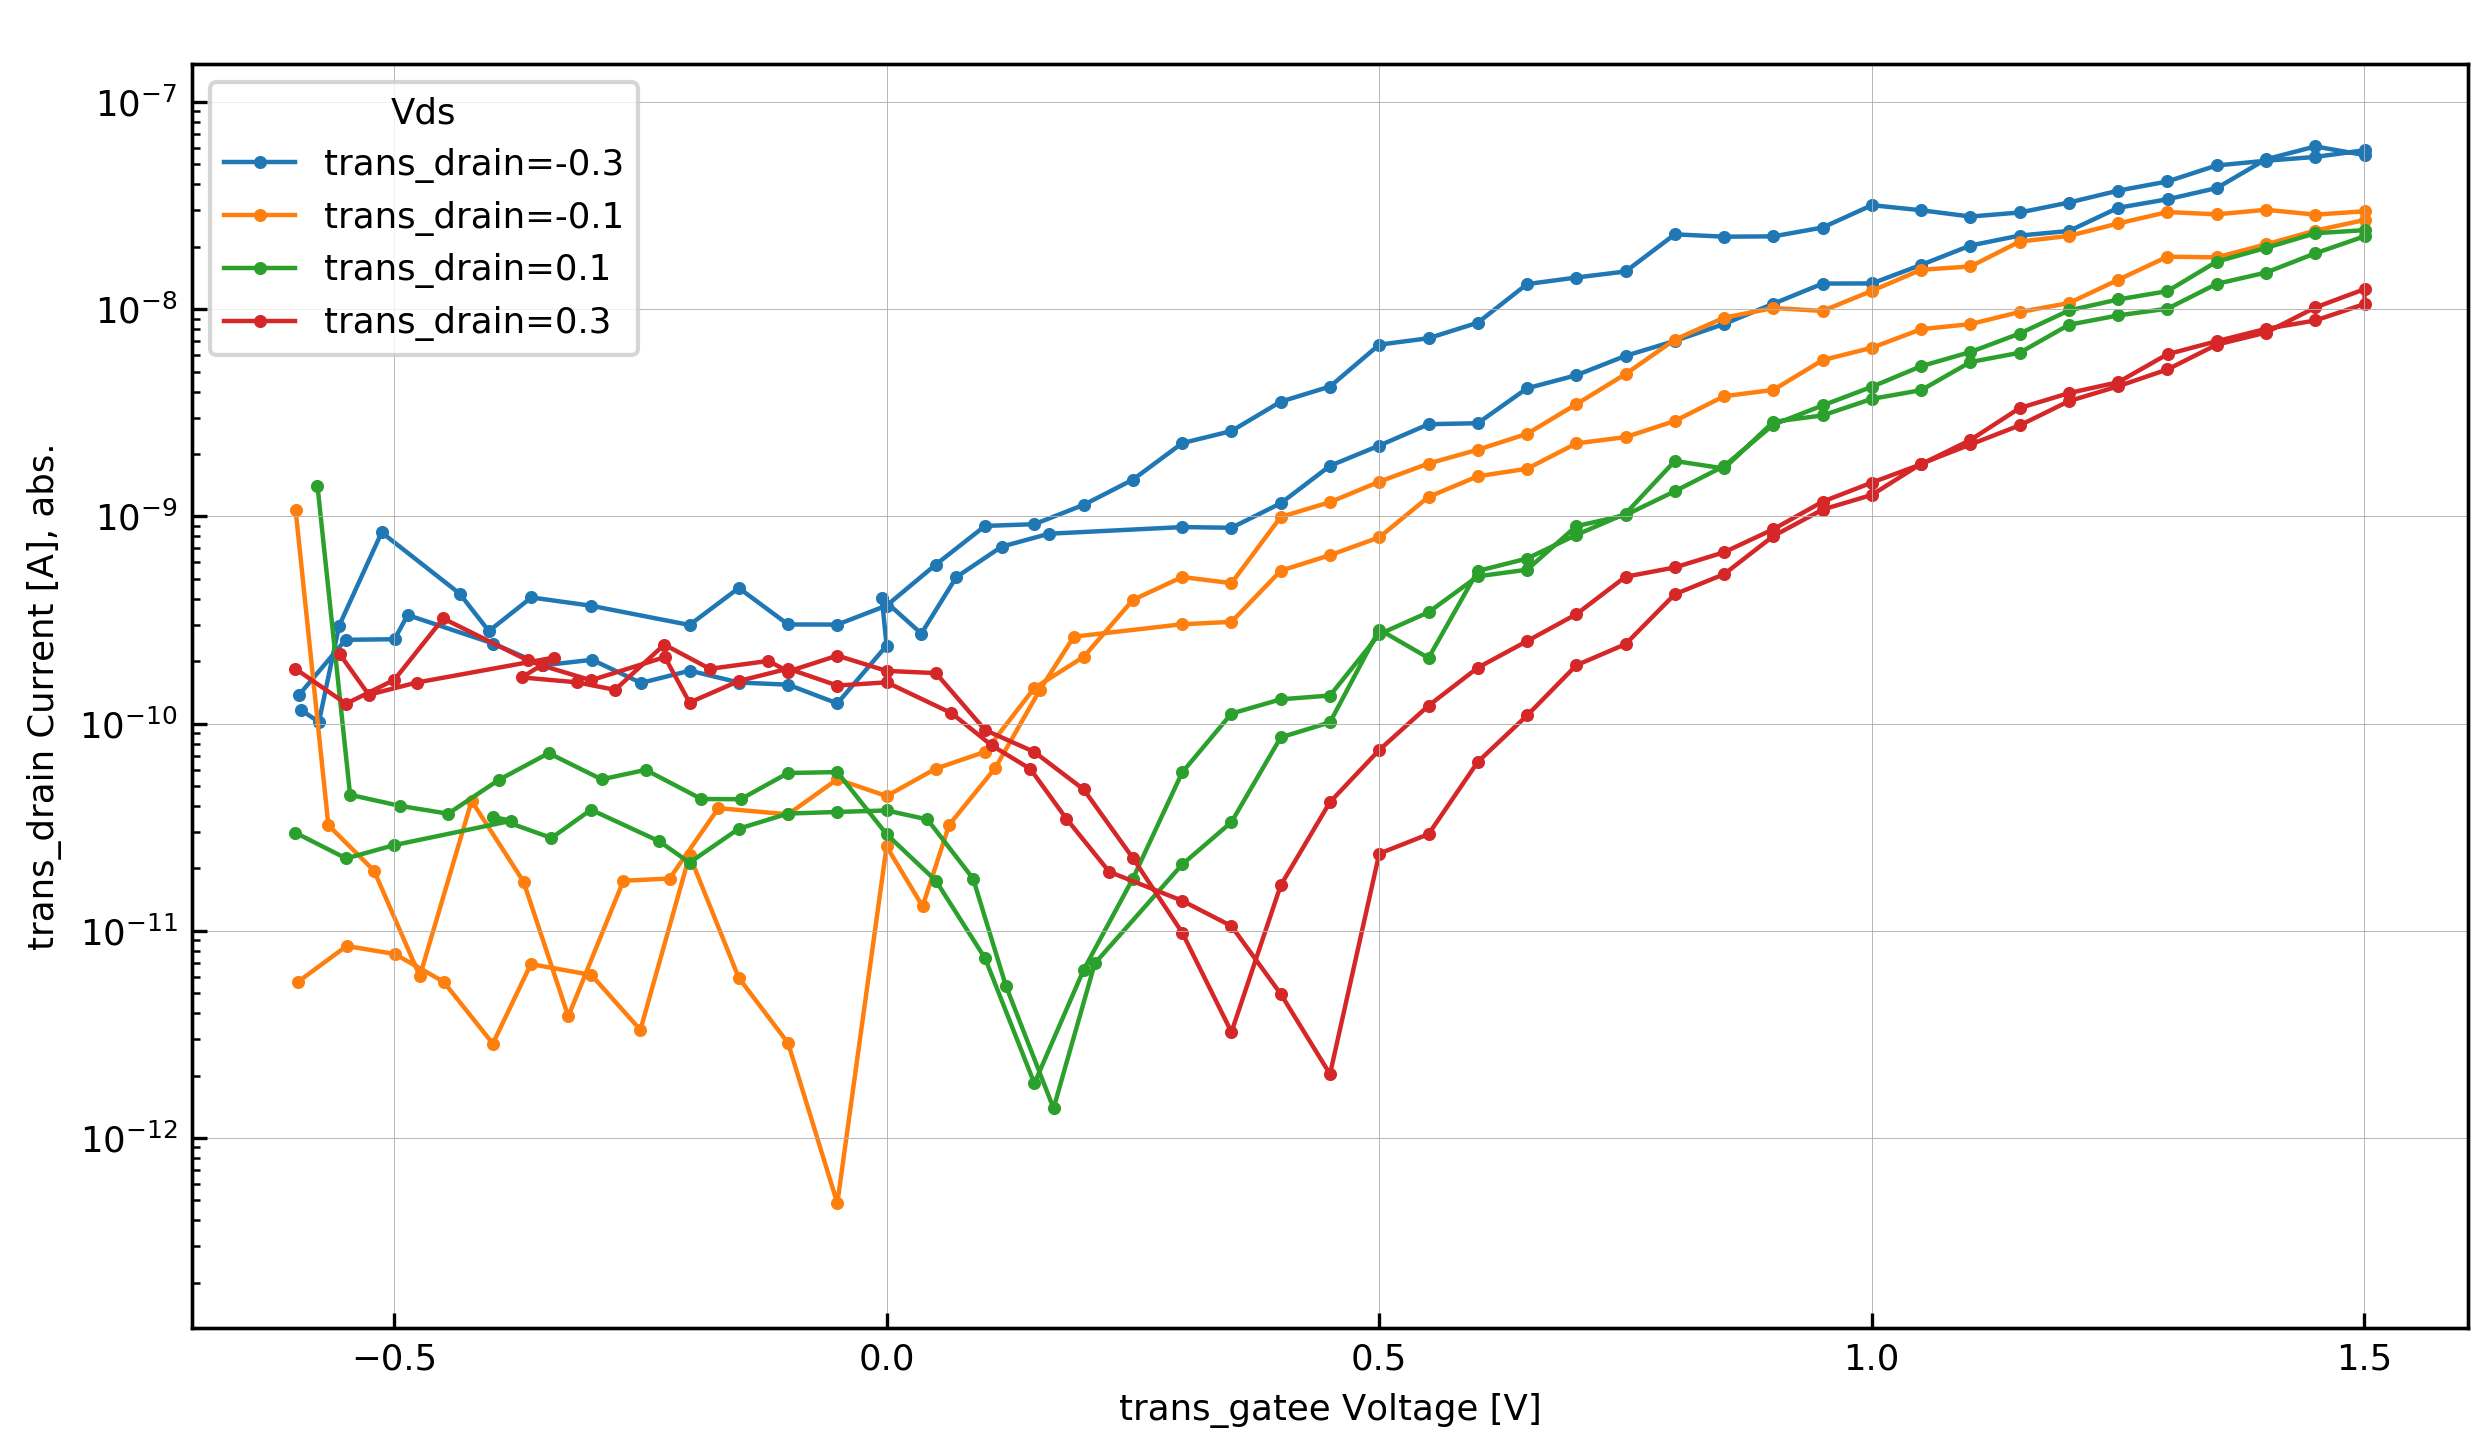 Vds
trans_drain=-0.3
trans_drain=-0.1
trans_drain=0.1
trans_drain=0.3
trans_drain Current [A], abs.
10⁻⁷
10⁻⁸
10⁻⁹
10⁻¹⁰
10⁻¹¹
10⁻¹²
−0.5 0.0 0.5 1.0 1.5
trans_gatee Voltage [V]